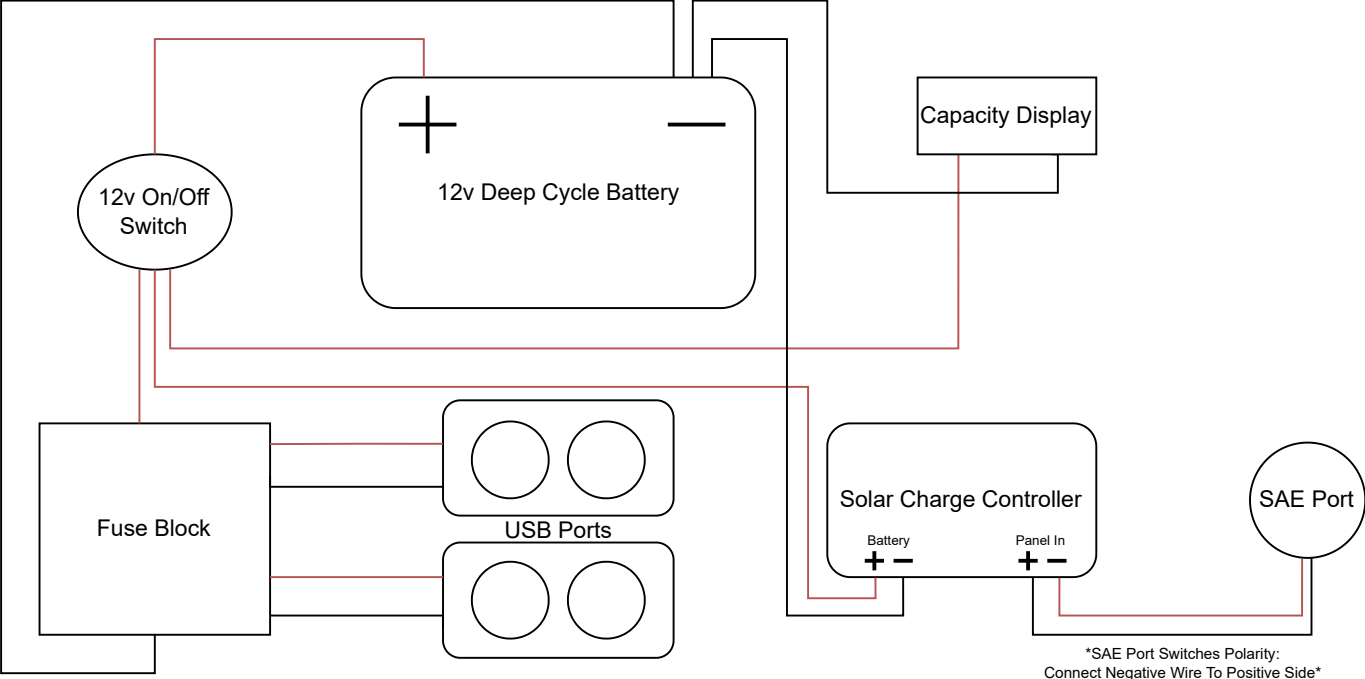 Capacity Display
12v Deep Cycle Battery
12v On/Off
Switch
Fuse Block
USB Ports
Solar Charge Controller
Battery
Panel In
SAE Port
*SAE Port Switches Polarity:
Connect Negative Wire To Positive Side*